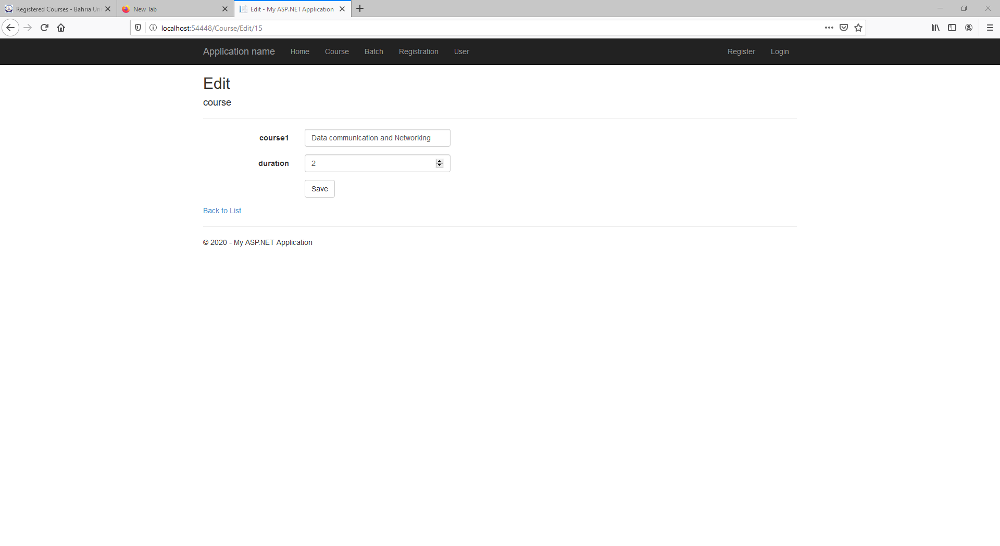 Registered Courses - Bahria Un
New Tab
Edit - My ASP.NET Application
localhost:54448/Course/Edit/15
Application name Home Course Batch Registration User Register Login
Edit
course
course1 Data communication and Networking
duration 2
Save
Back to List
© 2020 - My ASP.NET Application